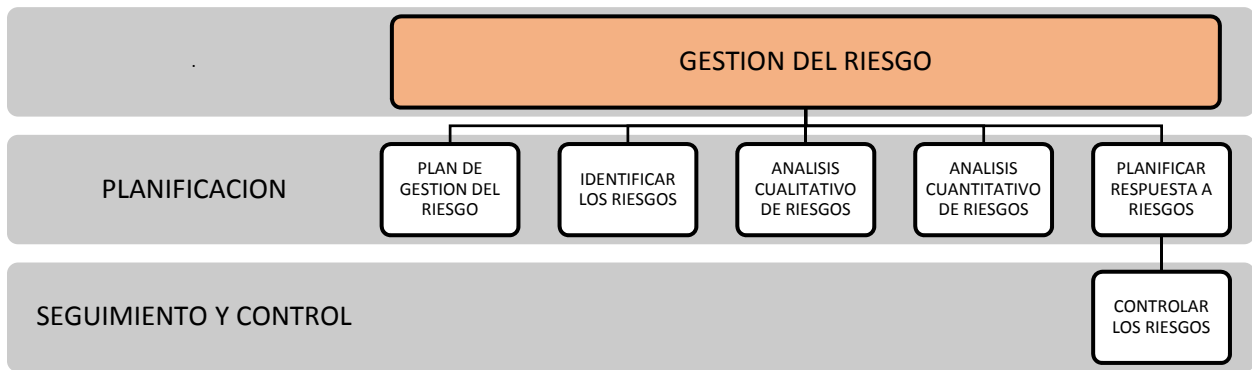 .
GESTION DEL RIESGO
PLANIFICACION
PLAN DE
GESTION DEL
RIESGO
IDENTIFICAR
LOS RIESGOS
ANALISIS
CUALITATIVO
DE RIESGOS
ANALISIS
CUANTITATIVO
DE RIESGOS
PLANIFICAR
RESPUESTA A
RIESGOS
SEGUIMIENTO Y CONTROL
CONTROLAR
LOS RIESGOS